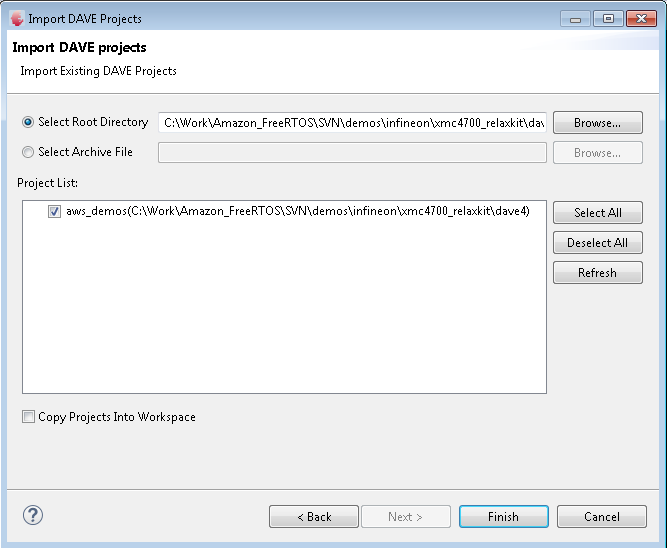 Import DAVE Projects
Import DAVE projects
Import Existing DAVE Projects
Select Root Directory C:\Work\Amazon_FreeRTOS\SVN\demos\infineon\xmc4700_relaxkit\dav Browse...
Select Archive File Browse...
Project List:
aws_demos(C:\Work\Amazon_FreeRTOS\SVN\demos\infineon\xmc4700_relaxkit\dave4) Select All
Deselect All
Refresh
Copy Projects Into Workspace
? < Back Next > Finish Cancel